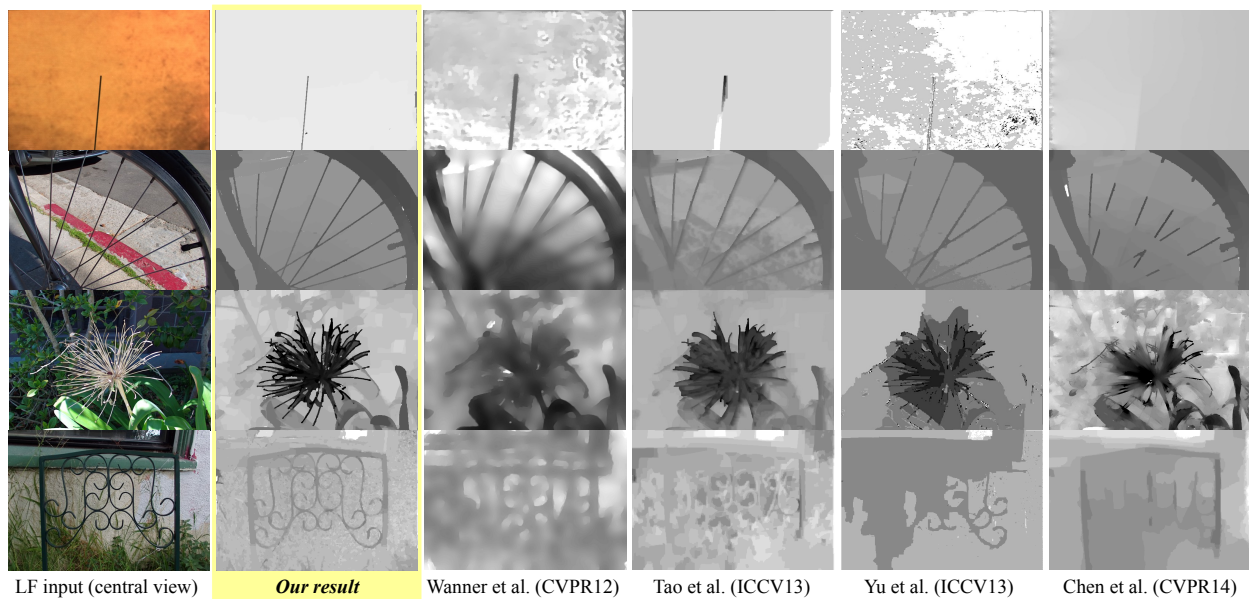 LF input (central view)
Our result
Wanner et al. (CVPR12)
Tao et al. (ICCV13)
Yu et al. (ICCV13)
Chen et al. (CVPR14)